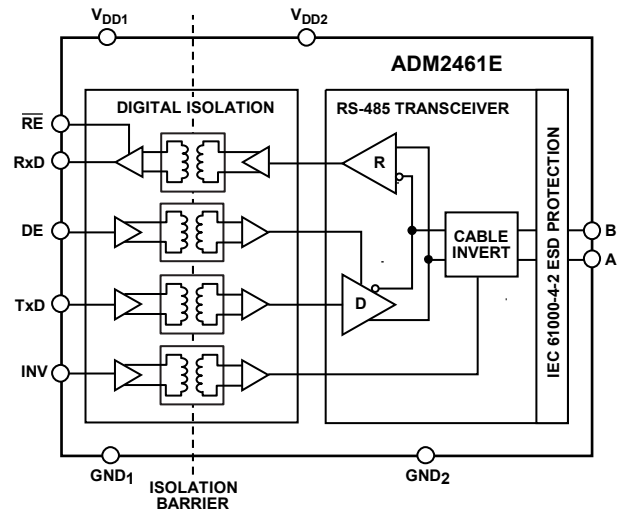 VDD1
VDD2
ADM2461E
DIGITAL ISOLATION
RS-485 TRANSCEIVER
R̅E̅
RxD
R
DE
CABLE
INVERT
B
A
IEC 61000-4-2 ESD PROTECTION
TxD
D
INV
GND1
GND2
ISOLATION
BARRIER